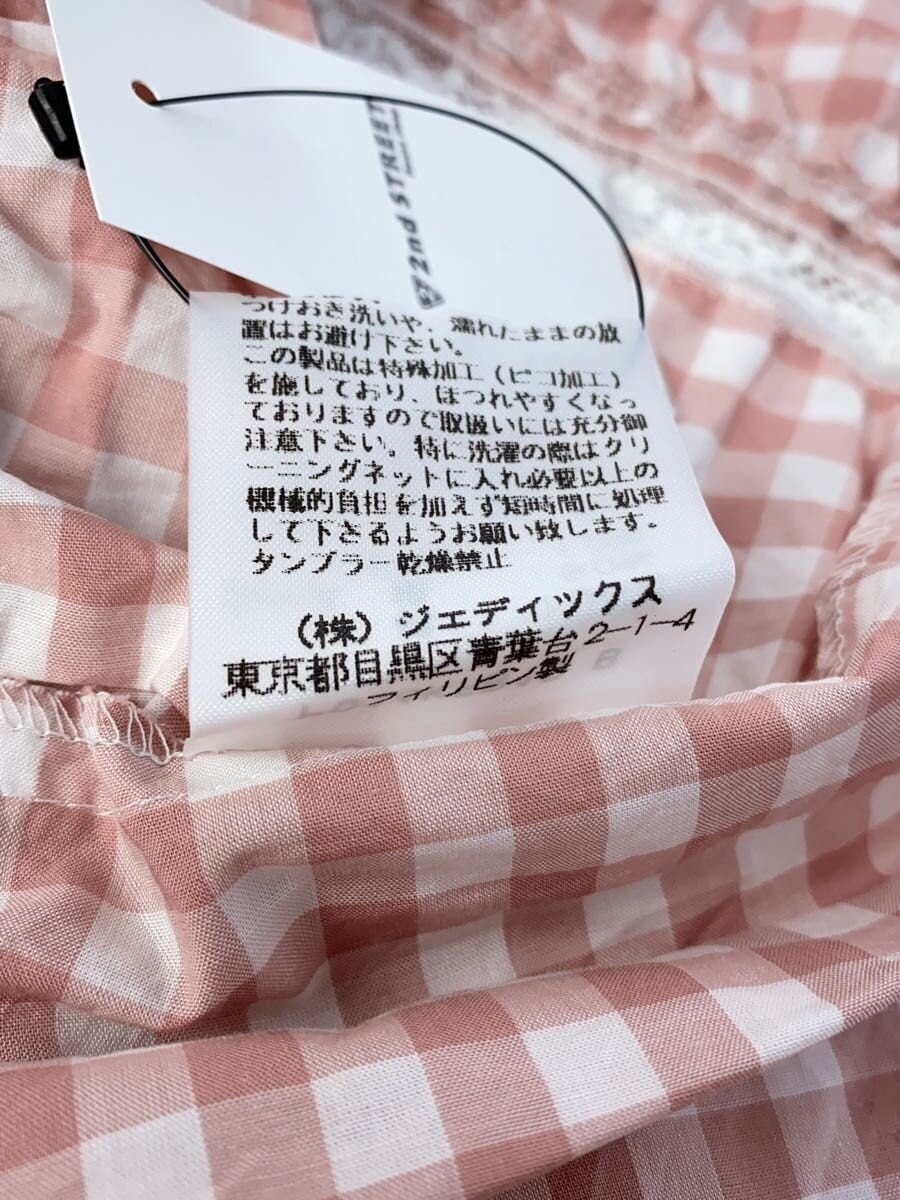 2nd STREET
つけおき洗いや、濡れたままの放
置はお避け下さい。
この製品は特殊加工（ピコ加工）
を施しており、ほつれやすくなっ
ておりますので取扱いには充分御
注意下さい。特に洗濯の際はクリ
ーニングネットに入れ必要以上の
機械的負担を加えず短時間に処理
して下さるようお願い致します。
タンブラー乾燥禁止
（株）ジェディックス
東京都目黒区青葉台2-1-4
フィリピン製